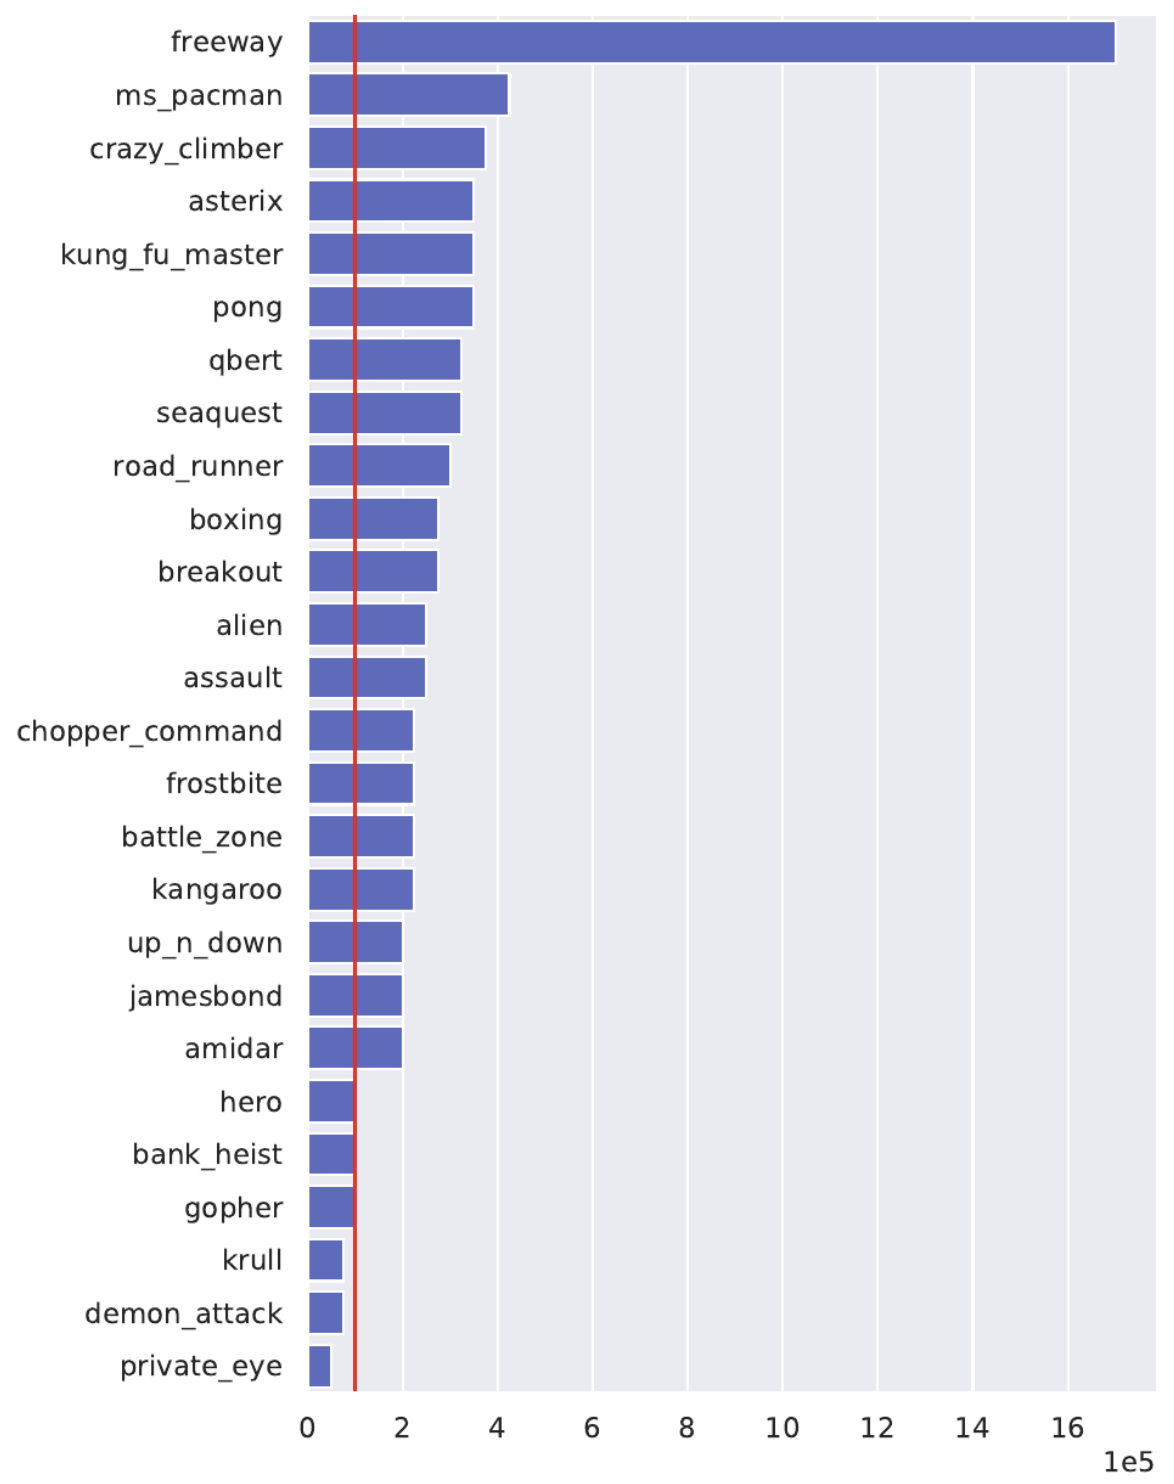 freeway
ms_pacman
crazy_climber
asterix
kung_fu_master
pong
qbert
seaquest
road_runner
boxing
breakout
alien
assault
chopper_command
frostbite
battle_zone
kangaroo
up_n_down
jamesbond
amidar
hero
bank_heist
gopher
krull
demon_attack
private_eye
0 2 4 6 8 10 12 14 16
1e5